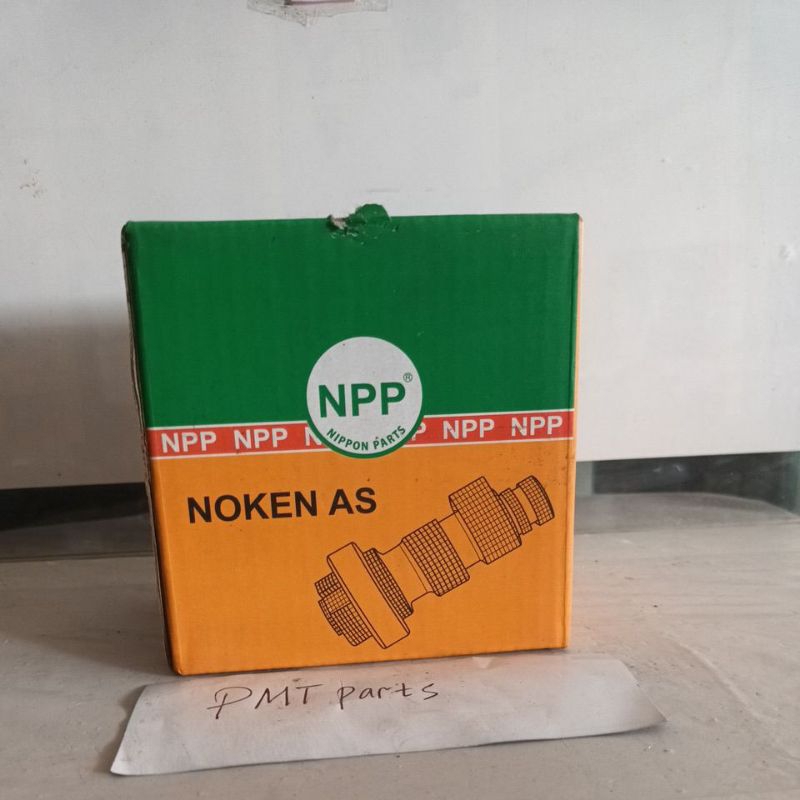 NPP®
NIPPON PARTS
NPP NPP N P NPP NPP
NOKEN AS
PMT parts